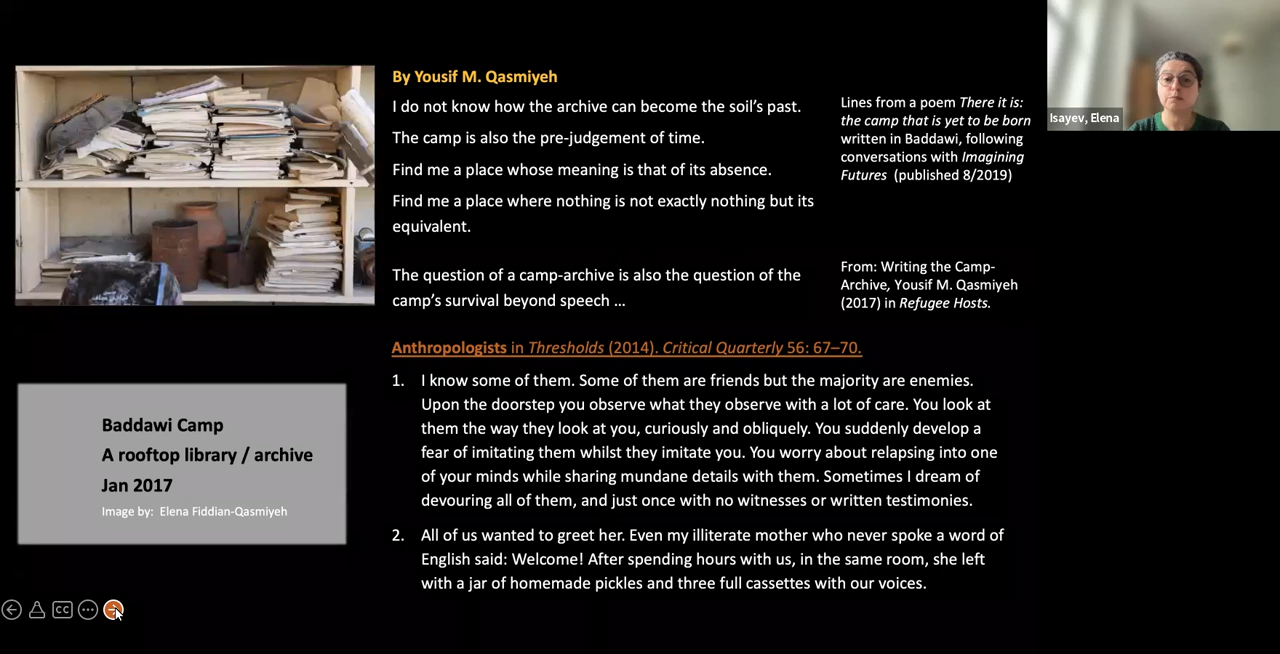 By Yousif M. Qasmiyeh
I do not know how the archive can become the soil's past.
The camp is also the pre-judgement of time.
Find me a place whose meaning is that of its absence.
Find me a place where nothing is not exactly nothing but its
equivalent.
The question of a camp-archive is also the question of the
camp's survival beyond speech ...
Lines from a poem There it is:
the camp that is yet to be born
written in Baddawi, following
conversations with Imagining
Futures (published 8/2019)
From: Writing the Camp-
Archive, Yousif M. Qasmiyeh
(2017) in Refugee Hosts.
Anthropologists in Thresholds (2014). Critical Quarterly 56: 67–70.
1. I know some of them. Some of them are friends but the majority are enemies.
Upon the doorstep you observe what they observe with a lot of care. You look at
them the way they look at you, curiously and obliquely. You suddenly develop a
fear of imitating them whilst they imitate you. You worry about relapsing into one
of your minds while sharing mundane details with them. Sometimes I dream of
devouring all of them, and just once with no witnesses or written testimonies.
2. All of us wanted to greet her. Even my illiterate mother who never spoke a word of
English said: Welcome! After spending hours with us, in the same room, she left
with a jar of homemade pickles and three full cassettes with our voices.
Baddawi Camp
A rooftop library / archive
Jan 2017
Image by: Elena Fiddian-Qasmiyeh
CC
Isayev, Elena